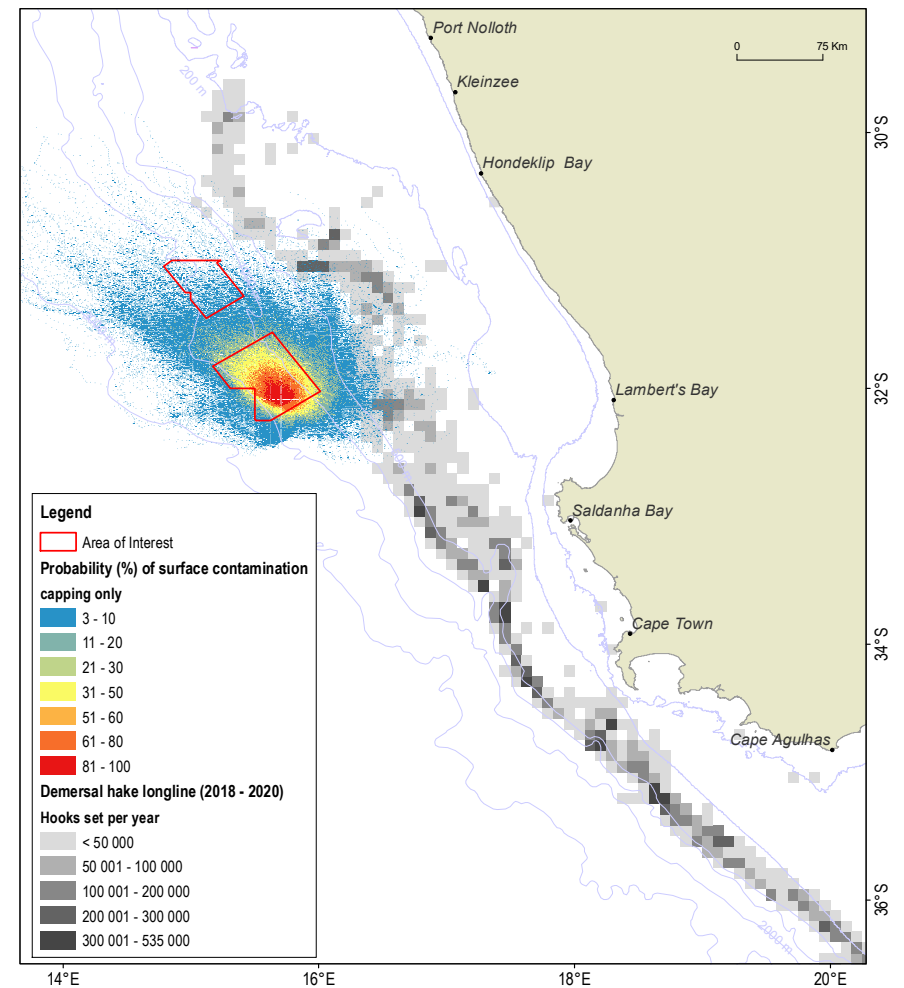 Port Nolloth
0 75 Km
200 m
Kleinzee
30°S
Hondeklip Bay
32°S
Lambert's Bay
Legend
Area of Interest
Probability (%) of surface contamination
capping only
3 - 10
11 - 20
21 - 30
31 - 50
51 - 60
61 - 80
81 - 100
Demersal hake longline (2018 - 2020)
Hooks set per year
< 50 000
50 001 - 100 000
100 001 - 200 000
200 001 - 300 000
300 001 - 535 000
Saldanha Bay
Cape Town
34°S
Cape Agulhas
36°S
2000 m
14°E 16°E 18°E 20°E